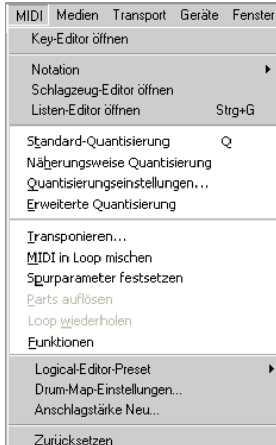 MIDI Medien Transport Geräte Fenster
Key-Editor öffnen
Notation
Schlagzeug-Editor öffnen
Listen-Editor öffnen Strg+G
Standard-Quantisierung Q
Näherungsweise Quantisierung
Quantisierungseinstellungen...
Erweiterte Quantisierung
Transponieren...
MIDI in Loop mischen
Spurparameter festsetzen
Parts auflösen
Loop wiederholen
Funktionen
Logical-Editor-Preset
Drum-Map-Einstellungen...
Anschlagstärke Neu...
Zurücksetzen